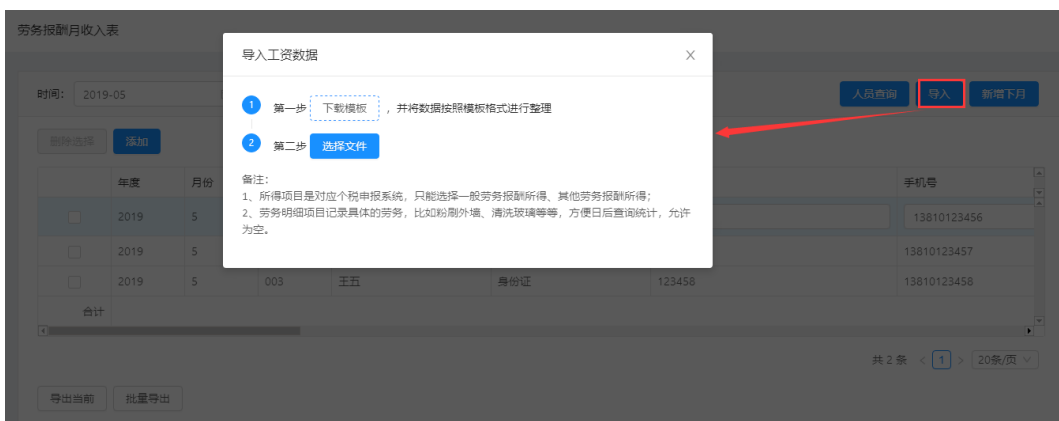 劳务报酬月收入表
导入工资数据
时间： 2019-05
人员查询 导入 新增下月
1 第一步 下载模板 ，并将数据按照模板格式进行整理
删除选择 添加
2 第二步 选择文件
年度 月份 手机号
备注：
1、所得项目是对应个税申报系统，只能选择一般劳务报酬所得、其他劳务报酬所得；
2、劳务明细项目记录具体的劳务，比如粉刷外墙、清洗玻璃等等，方便日后查询统计，允许
为空。
2019 5 13810123456
2019 5 13810123457
2019 5 003 王五 身份证 123458 13810123458
合计
共 2 条 < 1 > 20条/页
导出当前 批量导出